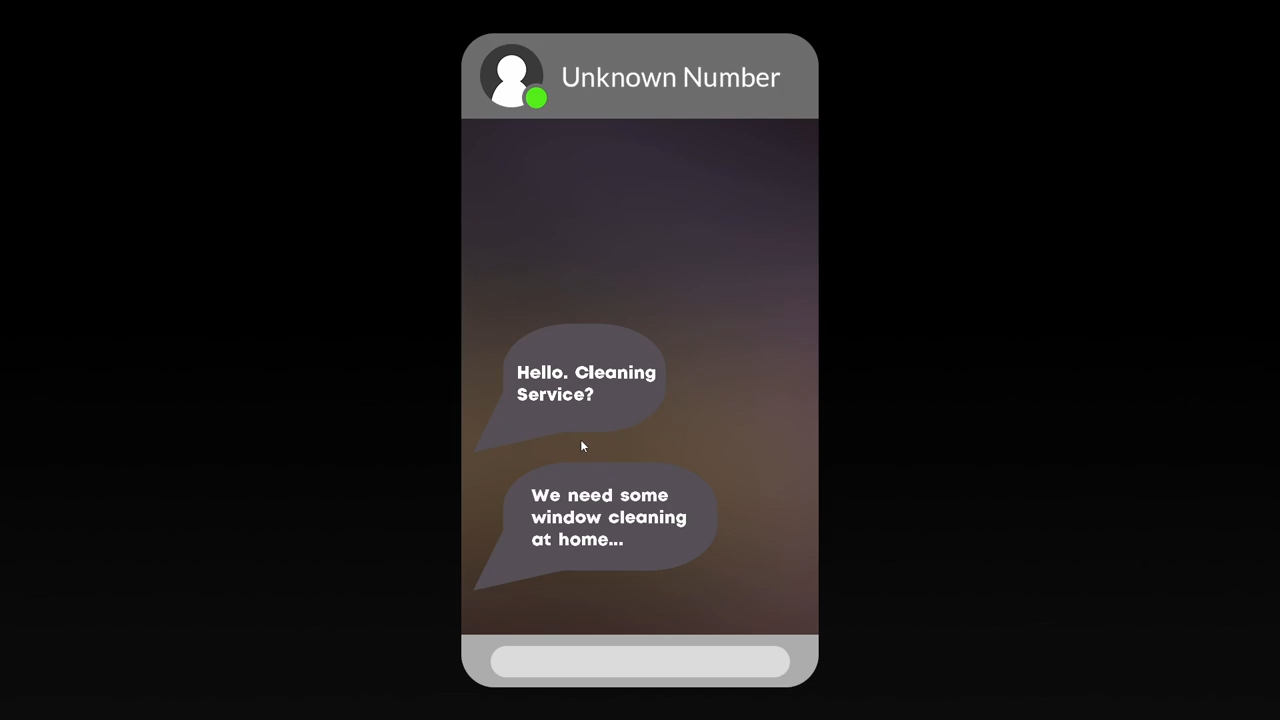 Unknown Number
Hello. Cleaning
Service?
We need some
window cleaning
at home...